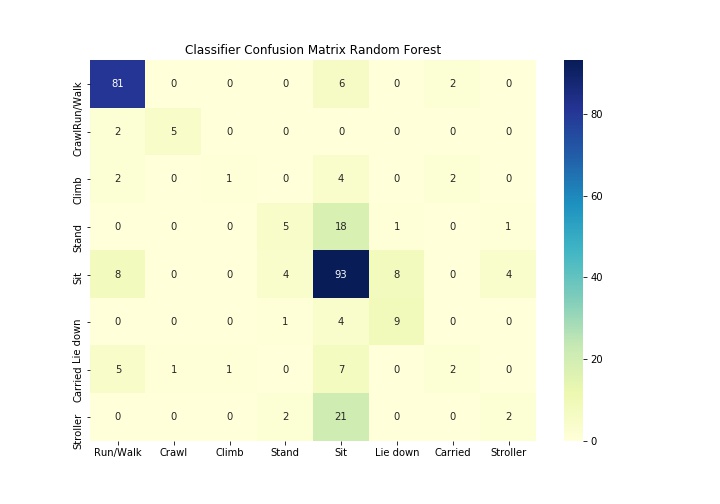 Classifier Confusion Matrix Random Forest
Run/Walk 81 0 0 0 6 0 2 0
Crawl 2 5 0 0 0 0 0 0
Climb 2 0 1 0 4 0 2 0
Stand 0 0 0 5 18 1 0 1
Sit 8 0 0 4 93 8 0 4
Lie down 0 0 0 1 4 9 0 0
Carried 5 1 1 0 7 0 2 0
Stroller 0 0 0 2 21 0 0 2
Run/Walk Crawl Climb Stand Sit Lie down Carried Stroller
80
60
40
20
0